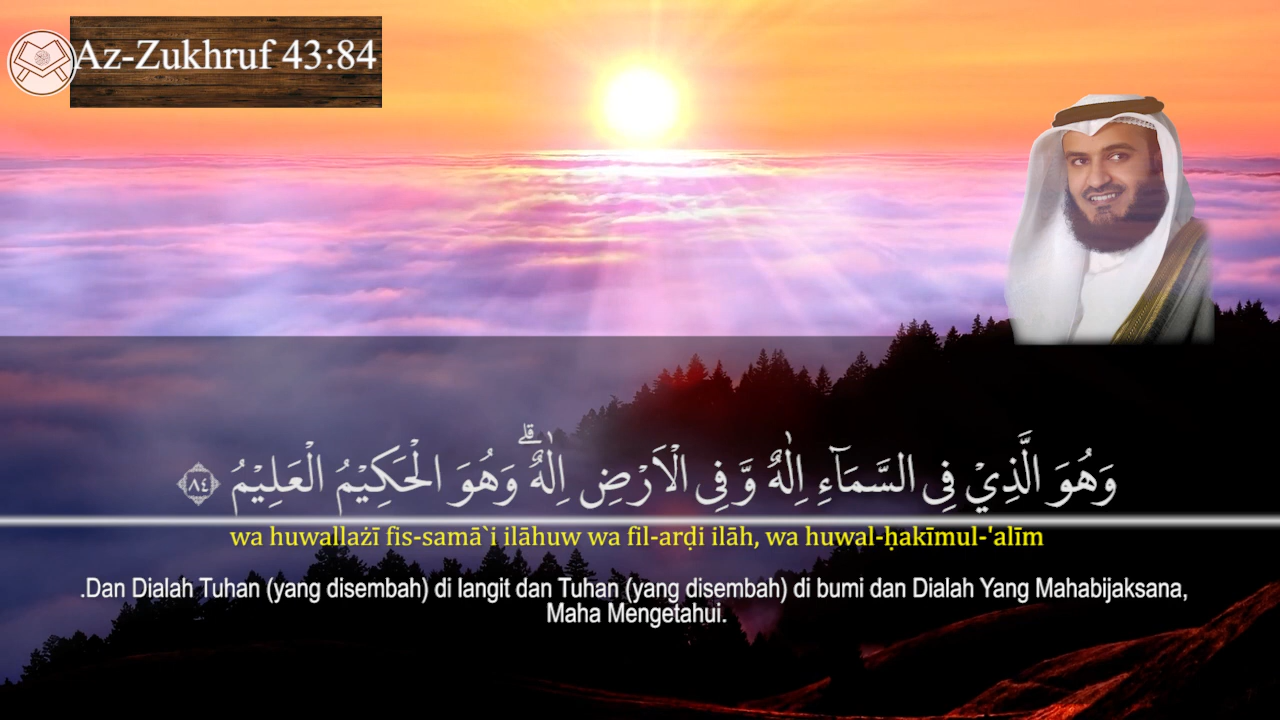 Az-Zukhruf 43:84
وَهُوَ الَّذِيْ فِى السَّمَاۤءِ اِلٰهٌ وَّ فِى الْاَرْضِ اِلٰهٌ ۗوَهُوَ الْحَكِيْمُ الْعَلِيْمُ ٨٤
wa huwallażī fis-samā`i ilāhuw wa fil-arḍi ilāh, wa huwal-ḥakīmul-'alīm
.Dan Dialah Tuhan (yang disembah) di langit dan Tuhan (yang disembah) di bumi dan Dialah Yang Mahabijaksana,
Maha Mengetahui.